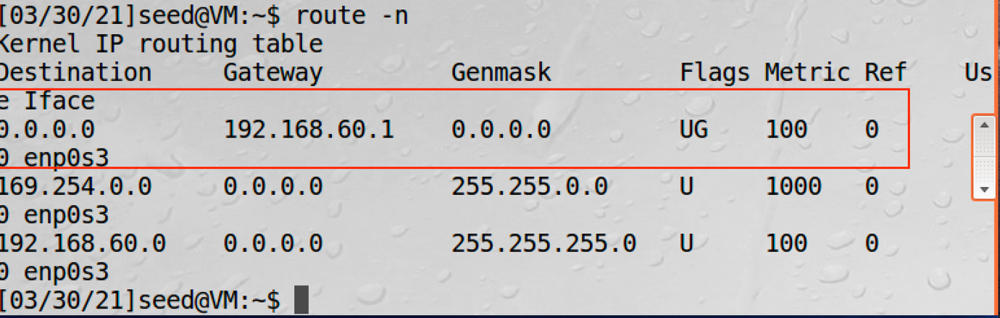 [03/30/21]seed@VM:~$ route -n
Kernel IP routing table
Destination     Gateway         Genmask         Flags Metric Ref    Us
e Iface
0.0.0.0         192.168.60.1    0.0.0.0         UG    100    0
0 enp0s3
169.254.0.0     0.0.0.0         255.255.0.0     U     1000   0
0 enp0s3
192.168.60.0    0.0.0.0         255.255.255.0   U     100    0
0 enp0s3
[03/30/21]seed@VM:~$